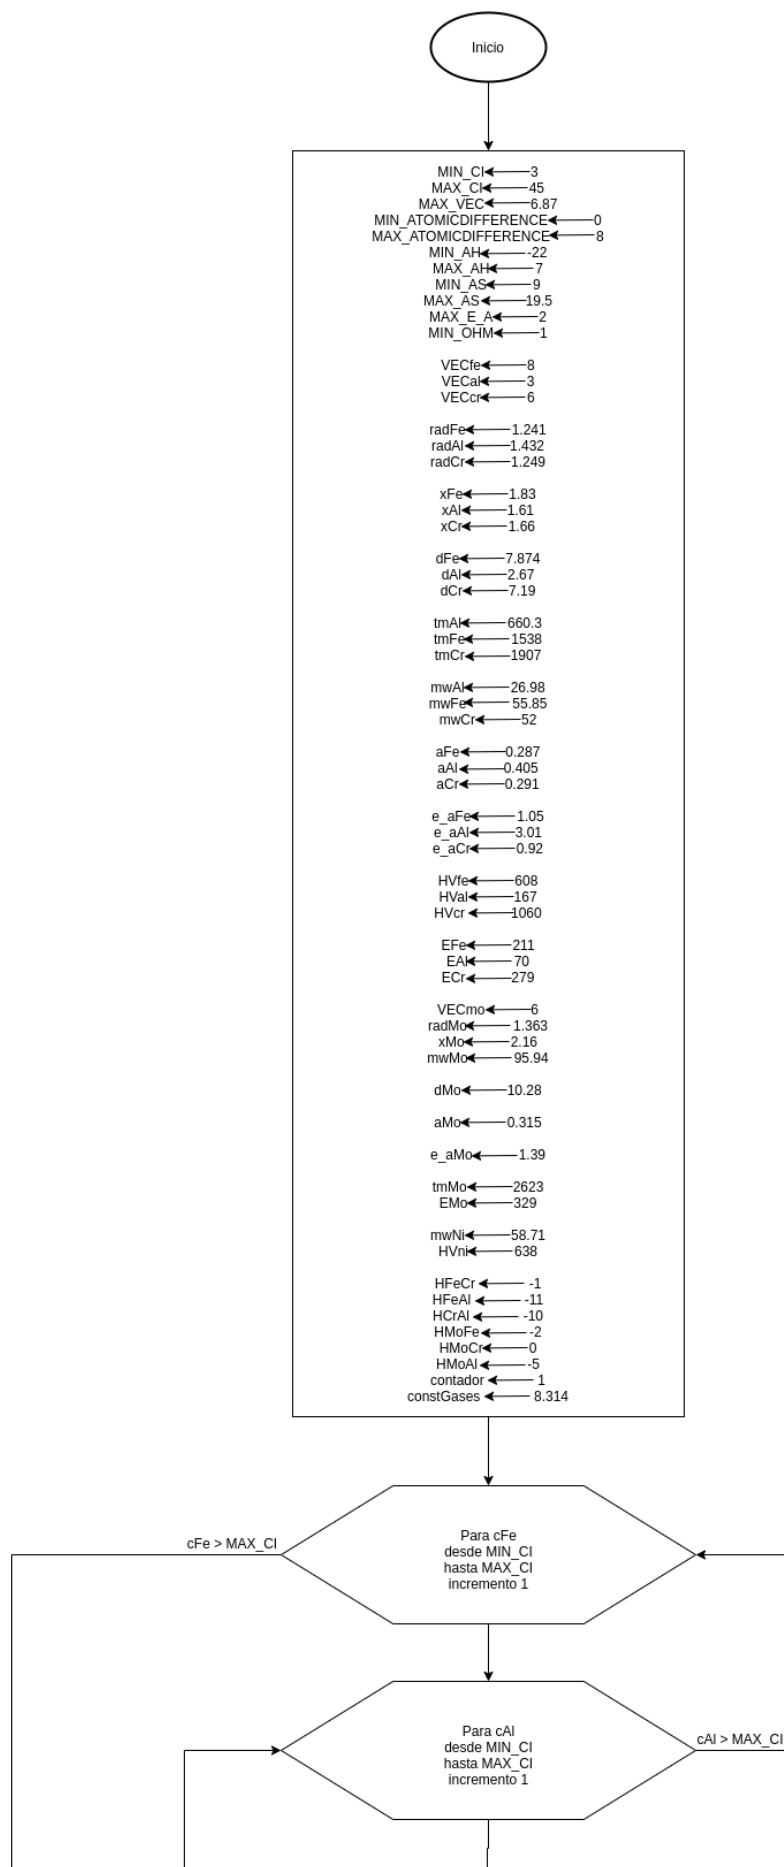 Inicio
MIN_CI 3
MAX_CI 45
MAX_VEC 6.87
MIN_ATOMICDIFFERENCE 0
MAX_ATOMICDIFFERENCE 8
MIN_AH -22
MAX_AH 7
MIN_AS 9
MAX_AS 19.5
MAX_E_A 2
MIN_OHM 1
VECfe 8
VECal 3
VECcr 6
radFe 1.241
radAl 1.432
radCr 1.249
xFe 1.83
xAl 1.61
xCr 1.66
dFe 7.874
dAl 2.67
dCr 7.19
tmAl 660.3
tmFe 1538
tmCr 1907
mwAl 26.98
mwFe 55.85
mwCr 52
aFe 0.287
aAl 0.405
aCr 0.291
e_aFe 1.05
e_aAl 3.01
e_aCr 0.92
HVfe 608
HVal 167
HVcr 1060
EFe 211
EAl 70
ECr 279
VECmo 6
radMo 1.363
xMo 2.16
mwMo 95.94
dMo 10.28
aMo 0.315
e_aMo 1.39
tmMo 2623
EMo 329
mwNi 58.71
HVni 638
HFeCr -1
HFeAl -11
HCrAl -10
HMoFe -2
HMoCr 0
HMoAl -5
contador 1
constGases 8.314
cFe > MAX_CI
Para cFe
desde MIN_CI
hasta MAX_CI
incremento 1
Para cAl
desde MIN_CI
hasta MAX_CI
incremento 1
cAl > MAX_CI